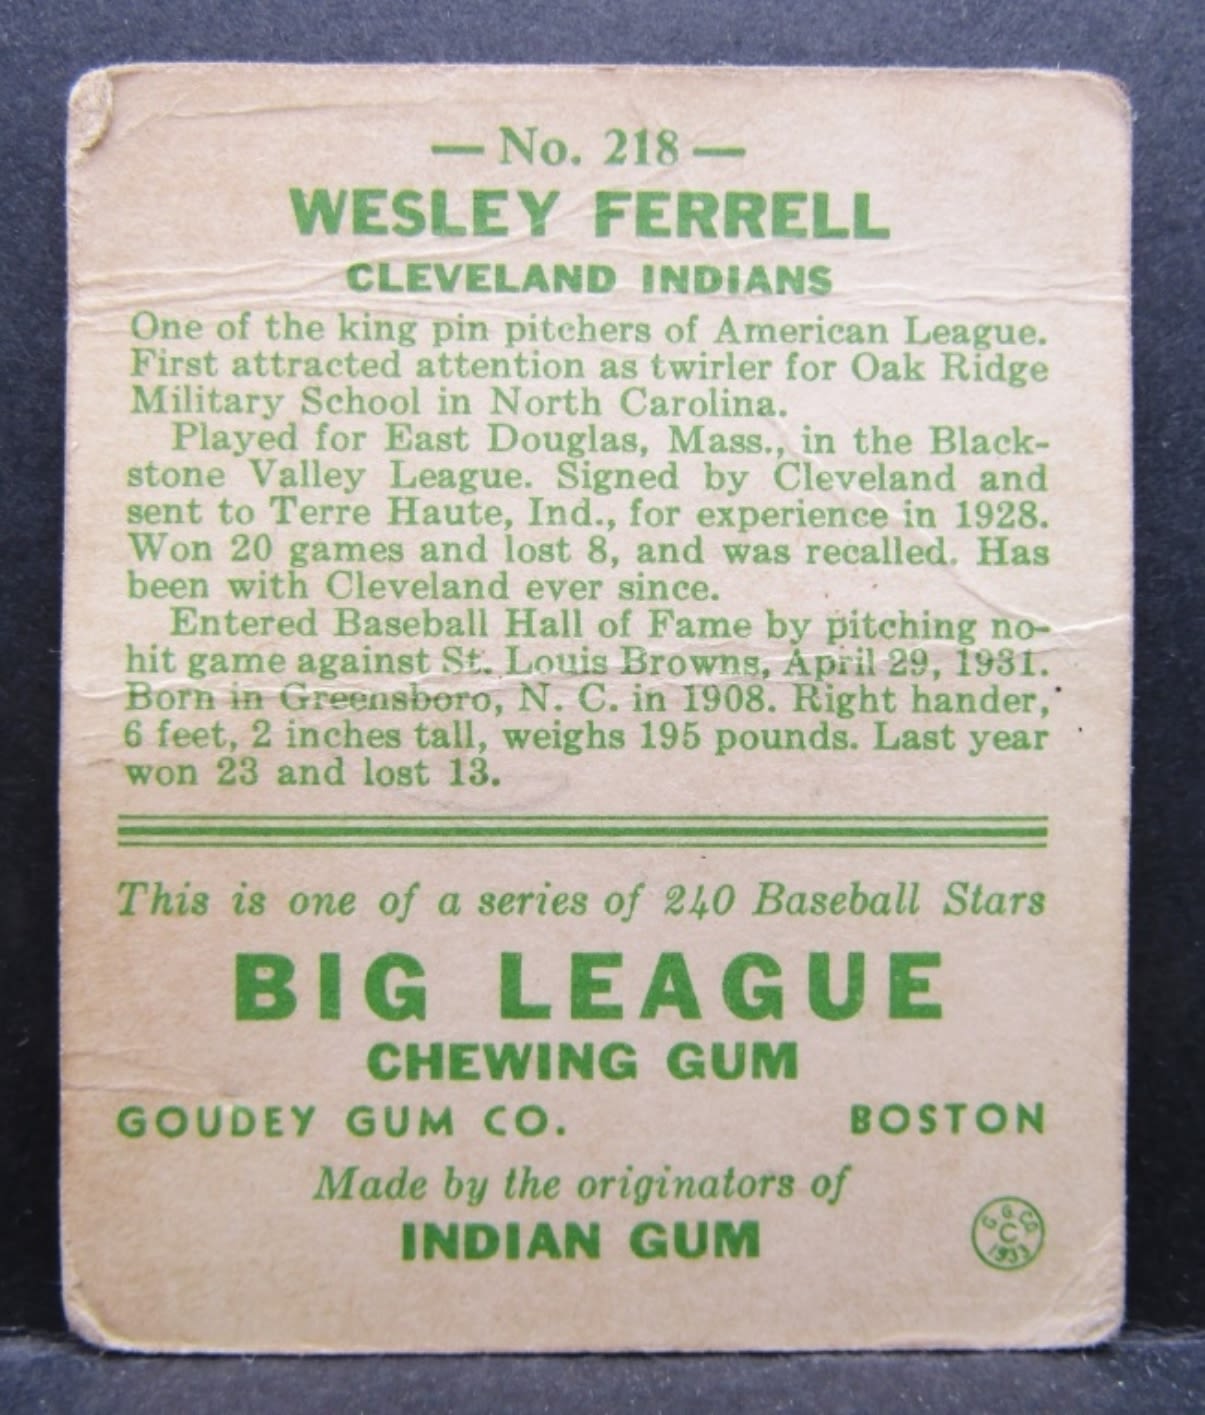 — No. 218 —
WESLEY FERRELL
CLEVELAND INDIANS
One of the king pin pitchers of American League.
First attracted attention as twirler for Oak Ridge
Military School in North Carolina.
Played for East Douglas, Mass., in the Black-
stone Valley League. Signed by Cleveland and
sent to Terre Haute, Ind., for experience in 1928.
Won 20 games and lost 8, and was recalled. Has
been with Cleveland ever since.
Entered Baseball Hall of Fame by pitching no-
hit game against St. Louis Browns, April 29, 1931.
Born in Greensboro, N. C. in 1908. Right hander,
6 feet, 2 inches tall, weighs 195 pounds. Last year
won 23 and lost 13.
This is one of a series of 240 Baseball Stars
BIG LEAGUE
CHEWING GUM
GOUDEY GUM CO. BOSTON
Made by the originators of
INDIAN GUM
G. G. CO.
C
1933